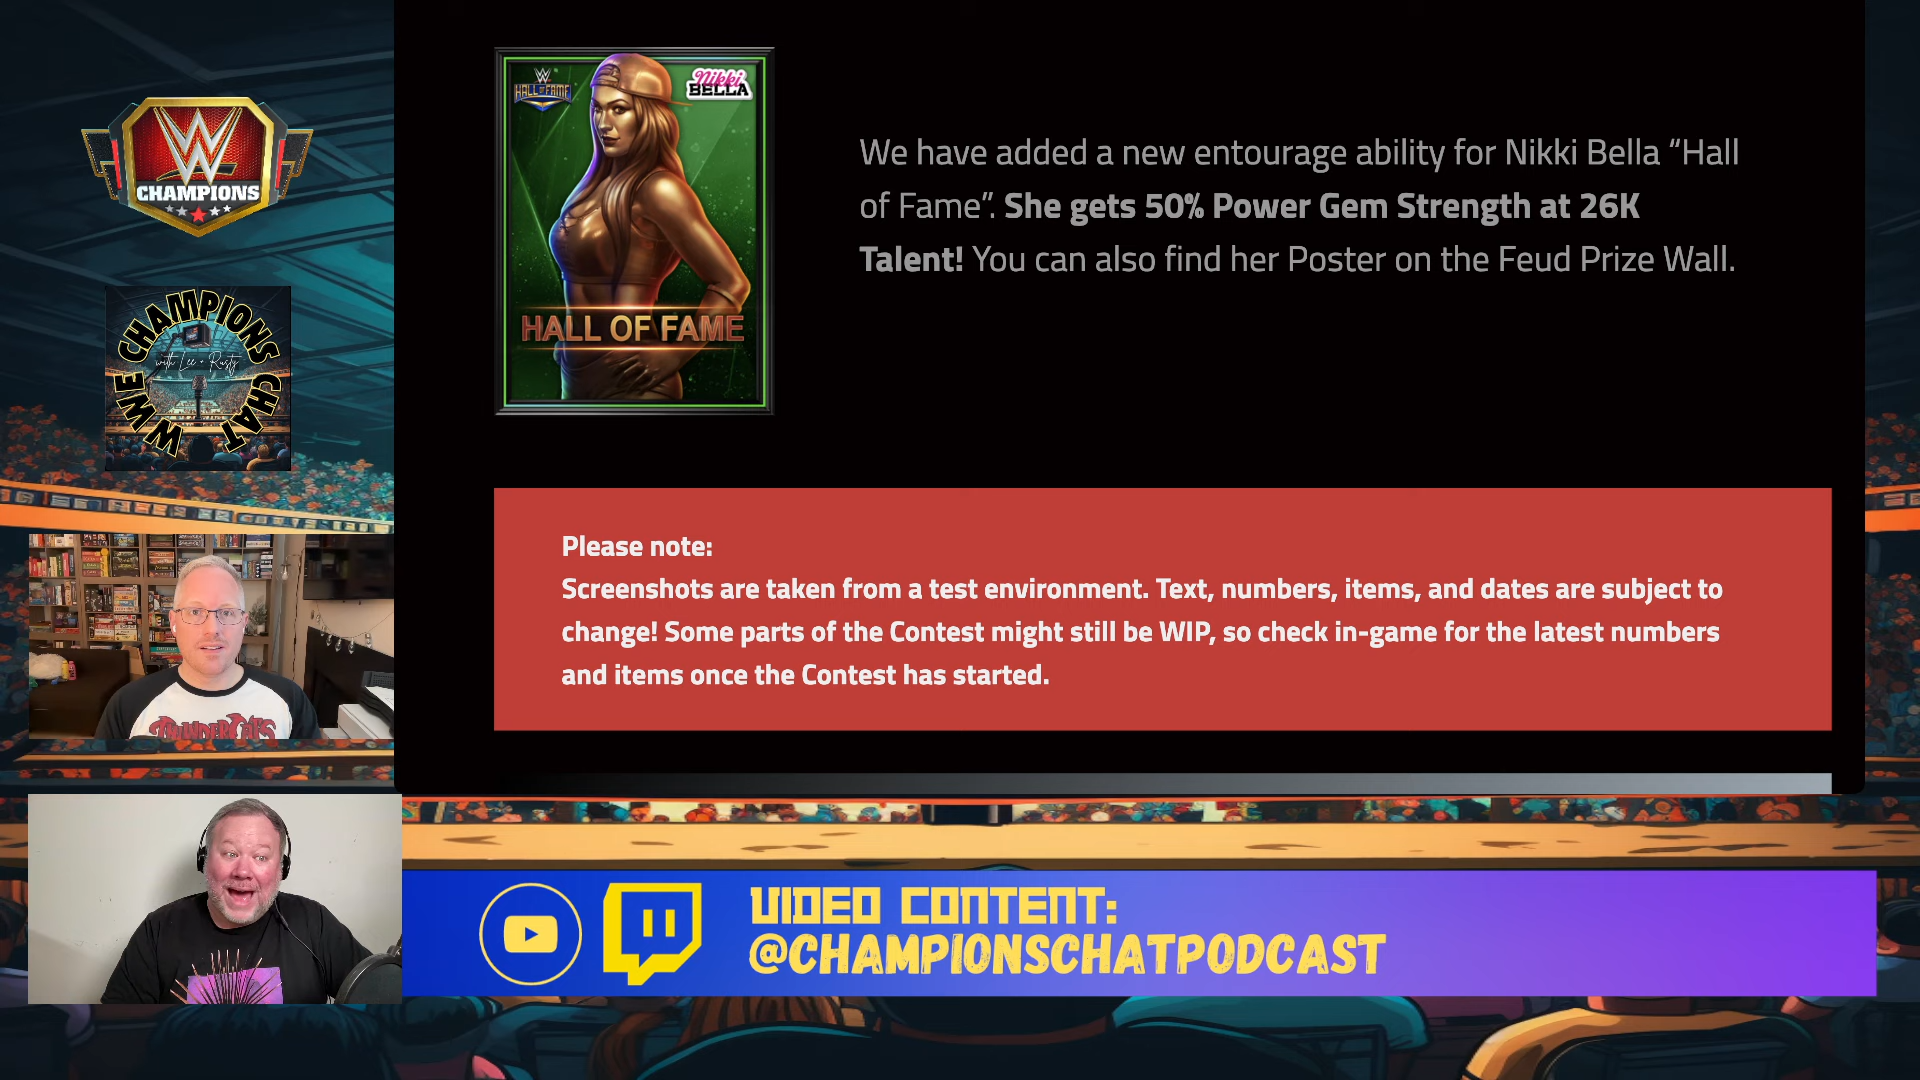 W
CHAMPIONS
WWE CHAMPIONS CHAT
with Lee + Rusty
THUNDERCATS
W
HALL OF FAME
Nikki
BELLA
HALL OF FAME
We have added a new entourage ability for Nikki Bella “Hall
of Fame”. She gets 50% Power Gem Strength at 26K
Talent! You can also find her Poster on the Feud Prize Wall.
Please note:
Screenshots are taken from a test environment. Text, numbers, items, and dates are subject to
change! Some parts of the Contest might still be WIP, so check in-game for the latest numbers
and items once the Contest has started.
VIDEO CONTENT:
@CHAMPIONSCHATPODCAST